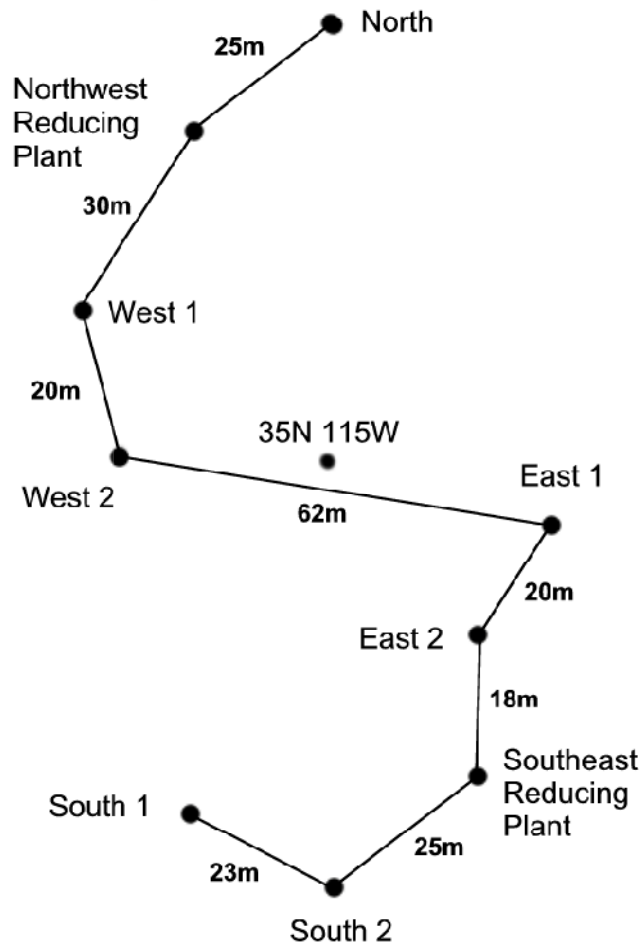 North
25m
Northwest
Reducing
Plant
30m
West 1
20m
35N 115W
West 2
East 1
62m
20m
East 2
18m
Southeast
Reducing
Plant
South 1
25m
23m
South 2